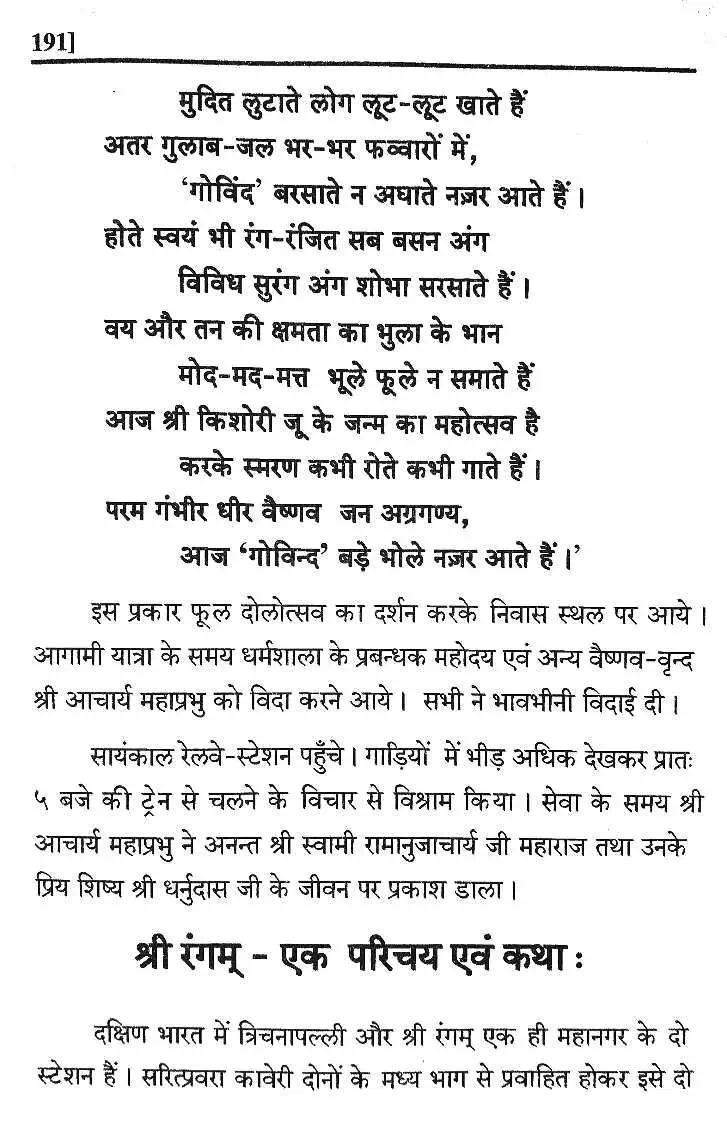 191]
मुदित लुटाते लोग लूट-लूट खाते हैं
अतर गुलाब-जल भर-भर फव्वारों में,
‘गोविंद’ बरसाते न अघाते नज़र आते हैं।
होते स्वयं भी रंग-रंजित सब बसन अंग
विविध सुरंग अंग शोभा सरसाते हैं।
वय और तन की क्षमता का भुला के भान
मोद-मद-मत्त भूले फूले न समाते हैं
आज श्री किशोरी जू के जन्म का महोत्सव है
करके स्मरण कभी रोते कभी गाते हैं।
परम गंभीर धीर वैष्णव जन अग्रगण्य,
आज ‘गोविन्द’ बड़े भोले नज़र आते हैं।’
इस प्रकार फूल दोलोत्सव का दर्शन करके निवास स्थल पर आये।
आगामी यात्रा के समय धर्मशाला के प्रबन्धक महोदय एवं अन्य वैष्णव-वृन्द
श्री आचार्य महाप्रभु को विदा करने आये। सभी ने भावभीनी विदाई दी।
सायंकाल रेलवे-स्टेशन पहुँचे। गाड़ियों में भीड़ अधिक देखकर प्रातः
५ बजे की ट्रेन से चलने के विचार से विश्राम किया। सेवा के समय श्री
आचार्य महाप्रभु ने अनन्त श्री स्वामी रामानुजाचार्य जी महाराज तथा उनके
प्रिय शिष्य श्री धर्नुदास जी के जीवन पर प्रकाश डाला।
श्री रंगम् - एक परिचय एवं कथा :
दक्षिण भारत में त्रिचनापल्ली और श्री रंगम् एक ही महानगर के दो
स्टेशन हैं। सरित्प्रवरा कावेरी दोनों के मध्य भाग से प्रवाहित होकर इसे दो